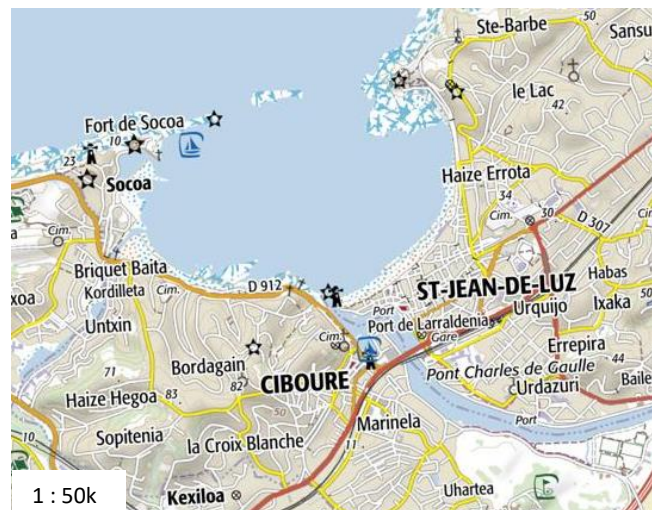 Ste-Barbe
50
Sansu
le Lac
42
Fort de Socoa
10
23
Socoa
Haize Errota
34
Cim.
30
D 307
a
Cim.
Briquet Baita
Kordilleta
Cim.
D 912
ST-JEAN-DE-LUZ
Habas
xoa
Port
Urquijo
Ixaka
Untxin
Port de Larraldenia
Gare
Cim.
Errepira
Bordagain
71
82
CIBOURE
Pont Charles de Gaulle
44
Baile
Urdazuri
Haize Hegoa
83
50
Marinela
Port
10
Sopitenia
la Croix Blanche
11
Uhartea
Kexiloa
1 : 50k